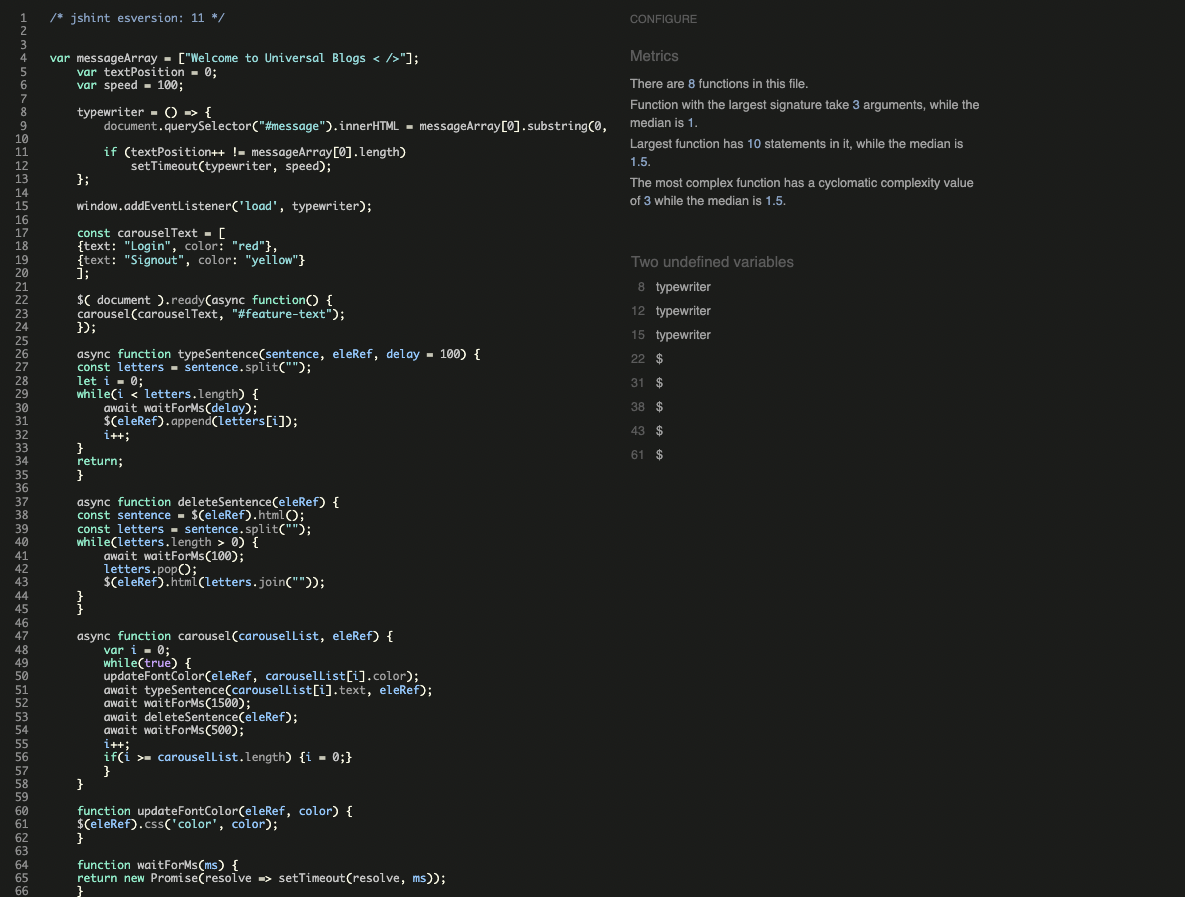 1 /* jshint esversion: 11 */
2
3
4 var messageArray = ["Welcome to Universal Blogs < />"];
5 var textPosition = 0;
6 var speed = 100;
7
8 typewriter = () => {
9 document.querySelector("#message").innerHTML = messageArray[0].substring(0,
10
11 if (textPosition++ != messageArray[0].length)
12 setTimeout(typewriter, speed);
13 };
14
15 window.addEventListener('load', typewriter);
16
17 const carouselText = [
18 {text: "Login", color: "red"},
19 {text: "Signout", color: "yellow"}
20 ];
21
22 $( document ).ready(async function() {
23 carousel(carouselText, "#feature-text");
24 });
25
26 async function typeSentence(sentence, eleRef, delay = 100) {
27 const letters = sentence.split("");
28 let i = 0;
29 while(i < letters.length) {
30 await waitForMs(delay);
31 $(eleRef).append(letters[i]);
32 i++;
33 }
34 return;
35 }
36
37 async function deleteSentence(eleRef) {
38 const sentence = $(eleRef).html();
39 const letters = sentence.split("");
40 while(letters.length > 0) {
41 await waitForMs(100);
42 letters.pop();
43 $(eleRef).html(letters.join(""));
44 }
45 }
46
47 async function carousel(carouselList, eleRef) {
48 var i = 0;
49 while(true) {
50 updateFontColor(eleRef, carouselList[i].color);
51 await typeSentence(carouselList[i].text, eleRef);
52 await waitForMs(1500);
53 await deleteSentence(eleRef);
54 await waitForMs(500);
55 i++;
56 if(i >= carouselList.length) {i = 0;}
57 }
58 }
59
60 function updateFontColor(eleRef, color) {
61 $(eleRef).css('color', color);
62 }
63
64 function waitForMs(ms) {
65 return new Promise(resolve => setTimeout(resolve, ms));
66 }
CONFIGURE
Metrics
There are 8 functions in this file.
Function with the largest signature take 3 arguments, while the
median is 1.
Largest function has 10 statements in it, while the median is
1.5.
The most complex function has a cyclomatic complexity value
of 3 while the median is 1.5.
Two undefined variables
8 typewriter
12 typewriter
15 typewriter
22 $
31 $
38 $
43 $
61 $